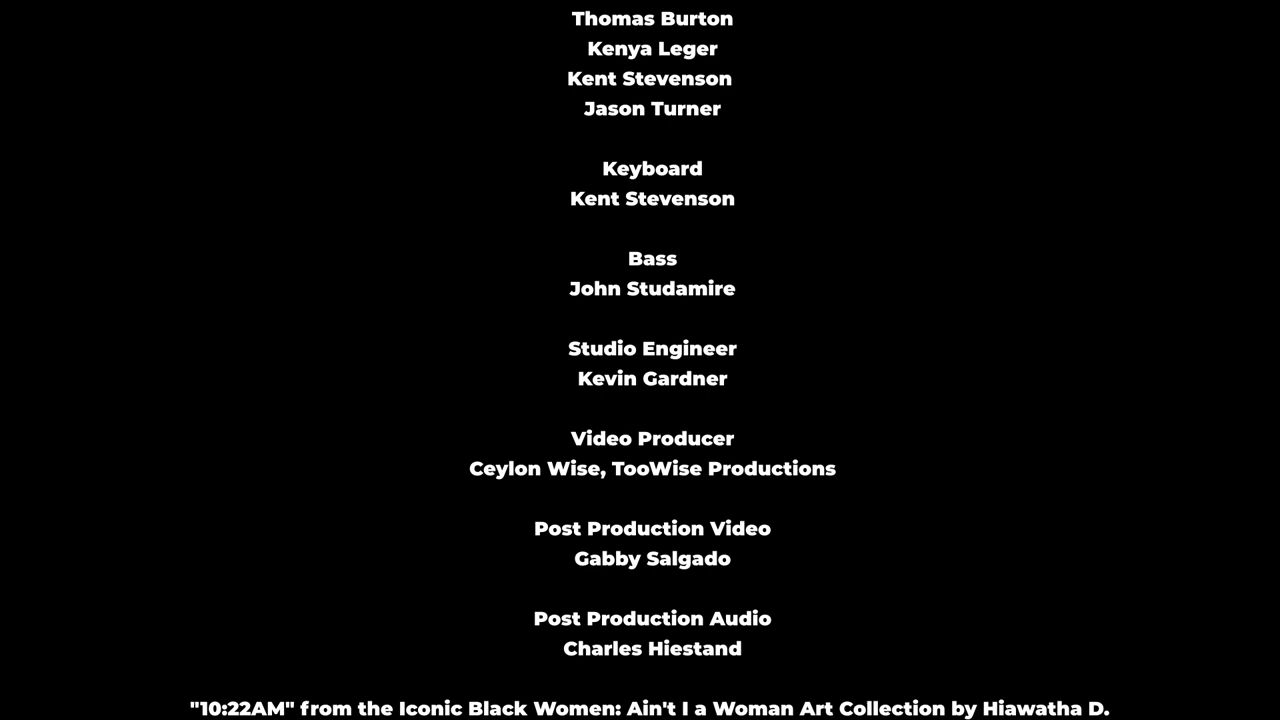 Thomas Burton
Kenya Leger
Kent Stevenson
Jason Turner
Keyboard
Kent Stevenson
Bass
John Studamire
Studio Engineer
Kevin Gardner
Video Producer
Ceylon Wise, TooWise Productions
Post Production Video
Gabby Salgado
Post Production Audio
Charles Hiestand
"10:22AM" from the Iconic Black Women: Ain't I a Woman Art Collection by Hiawatha D.